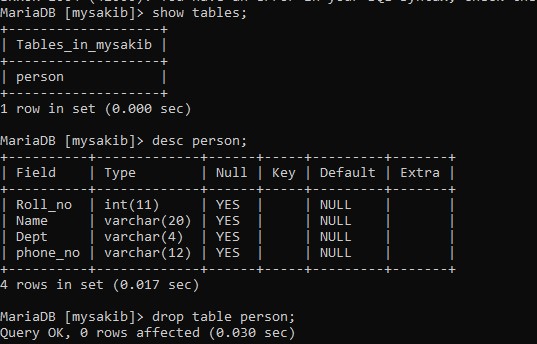 MariaDB [mysakib]> show tables;
+-------------------+
| Tables_in_mysakib |
+-------------------+
| person            |
+-------------------+
1 row in set (0.000 sec)

MariaDB [mysakib]> desc person;
+----------+-------------+------+-----+---------+-------+
| Field    | Type        | Null | Key | Default | Extra |
+----------+-------------+------+-----+---------+-------+
| Roll_no  | int(11)     | YES  |     | NULL    |       |
| Name     | varchar(20) | YES  |     | NULL    |       |
| Dept     | varchar(4)  | YES  |     | NULL    |       |
| phone_no | varchar(12) | YES  |     | NULL    |       |
+----------+-------------+------+-----+---------+-------+
4 rows in set (0.017 sec)

MariaDB [mysakib]> drop table person;
Query OK, 0 rows affected (0.030 sec)